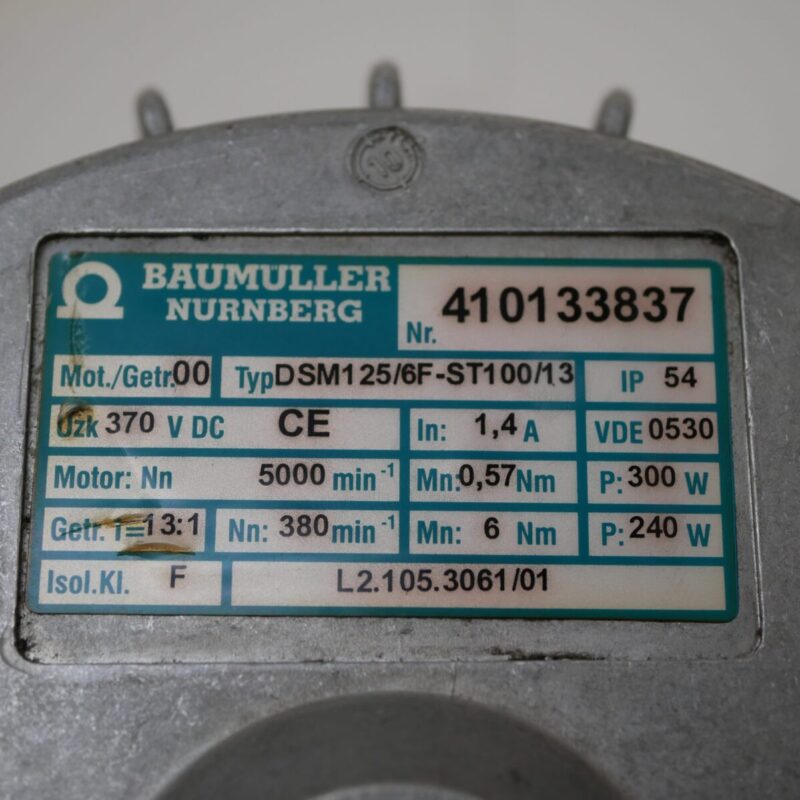 BAUMÜLLER
NÜRNBERG
Nr. 410133837
Mot./Getr. 00 Typ DSM125/6F-ST100/13 IP 54
Uzk 370 V DC CE In: 1,4 A VDE 0530
Motor: Nn 5000 min-1 Mn: 0,57 Nm P: 300 W
Getr. i= 13:1 Nn: 380 min-1 Mn: 6 Nm P: 240 W
Isol.Kl. F L2.105.3061/01